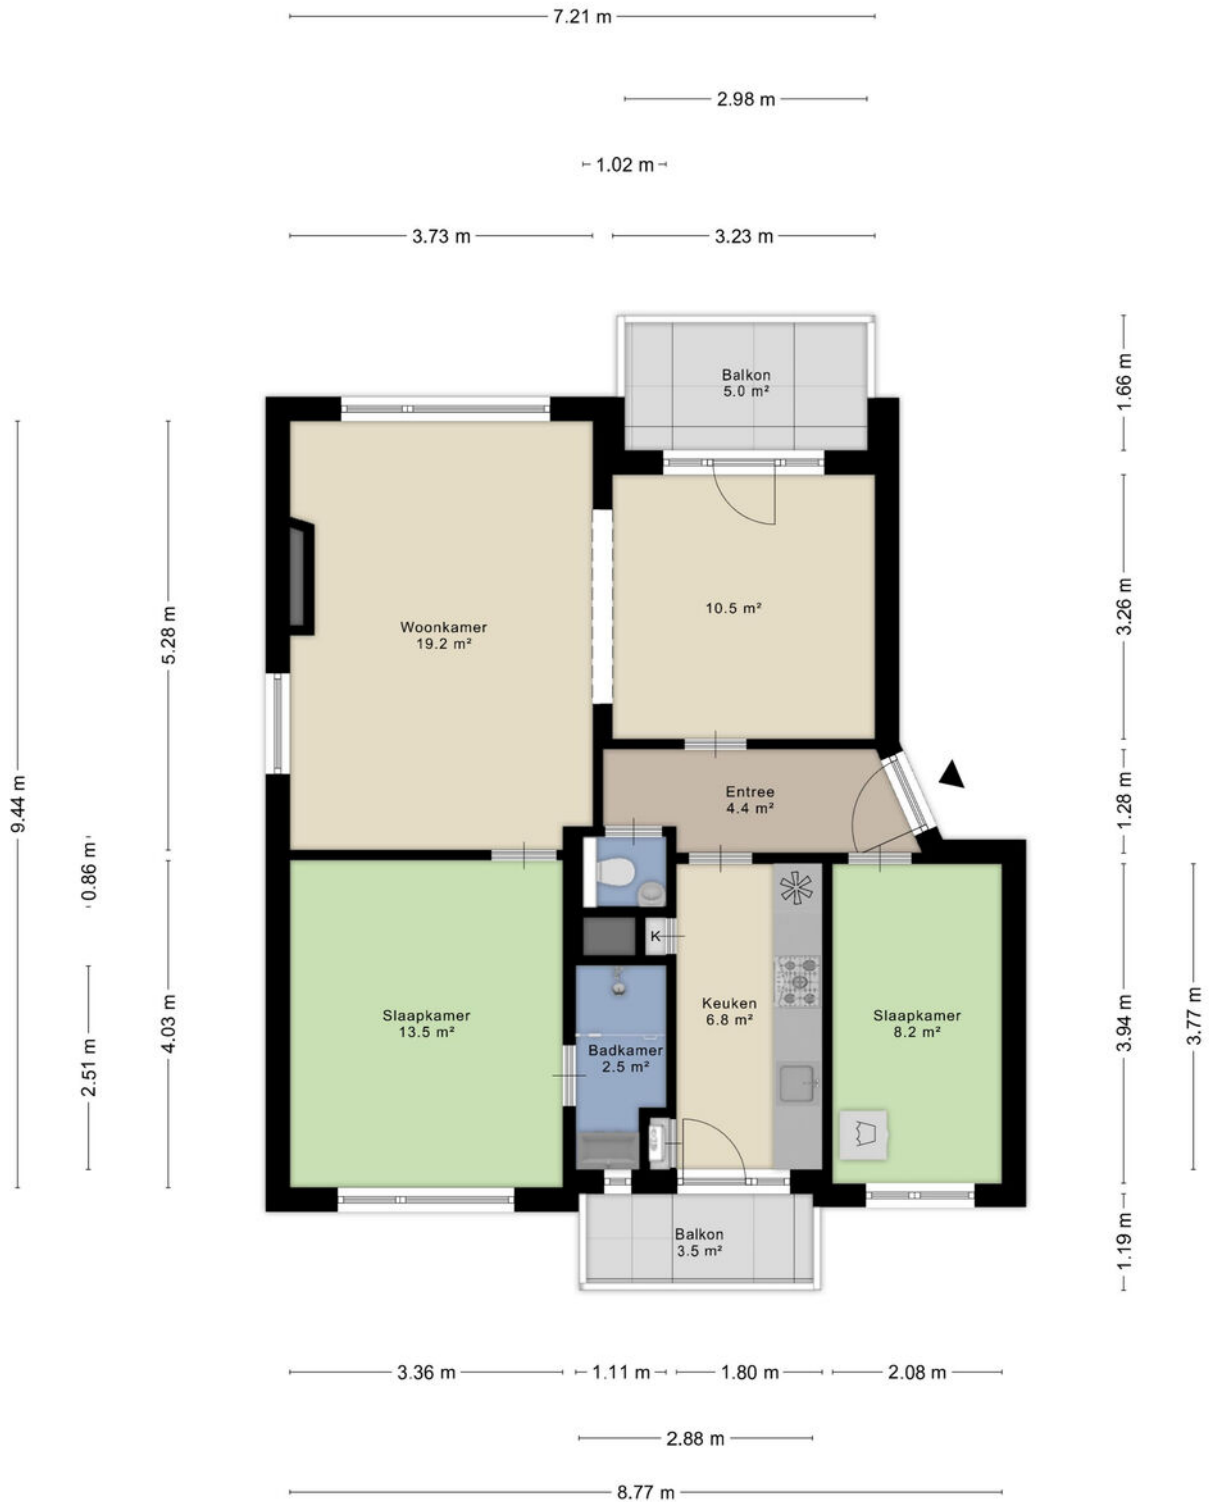 7.21 m
2.98 m
1.02 m
3.73 m
3.23 m
Balkon
5.0 m²
1.66 m
Woonkamer
19.2 m²
10.5 m²
5.28 m
3.26 m
9.44 m
Entree
4.4 m²
1.28 m
0.86 m
K
Slaapkamer
13.5 m²
Badkamer
2.5 m²
Keuken
6.8 m²
Slaapkamer
8.2 m²
2.51 m
4.03 m
3.94 m
3.77 m
Balkon
3.5 m²
1.19 m
3.36 m
1.11 m
1.80 m
2.08 m
2.88 m
8.77 m